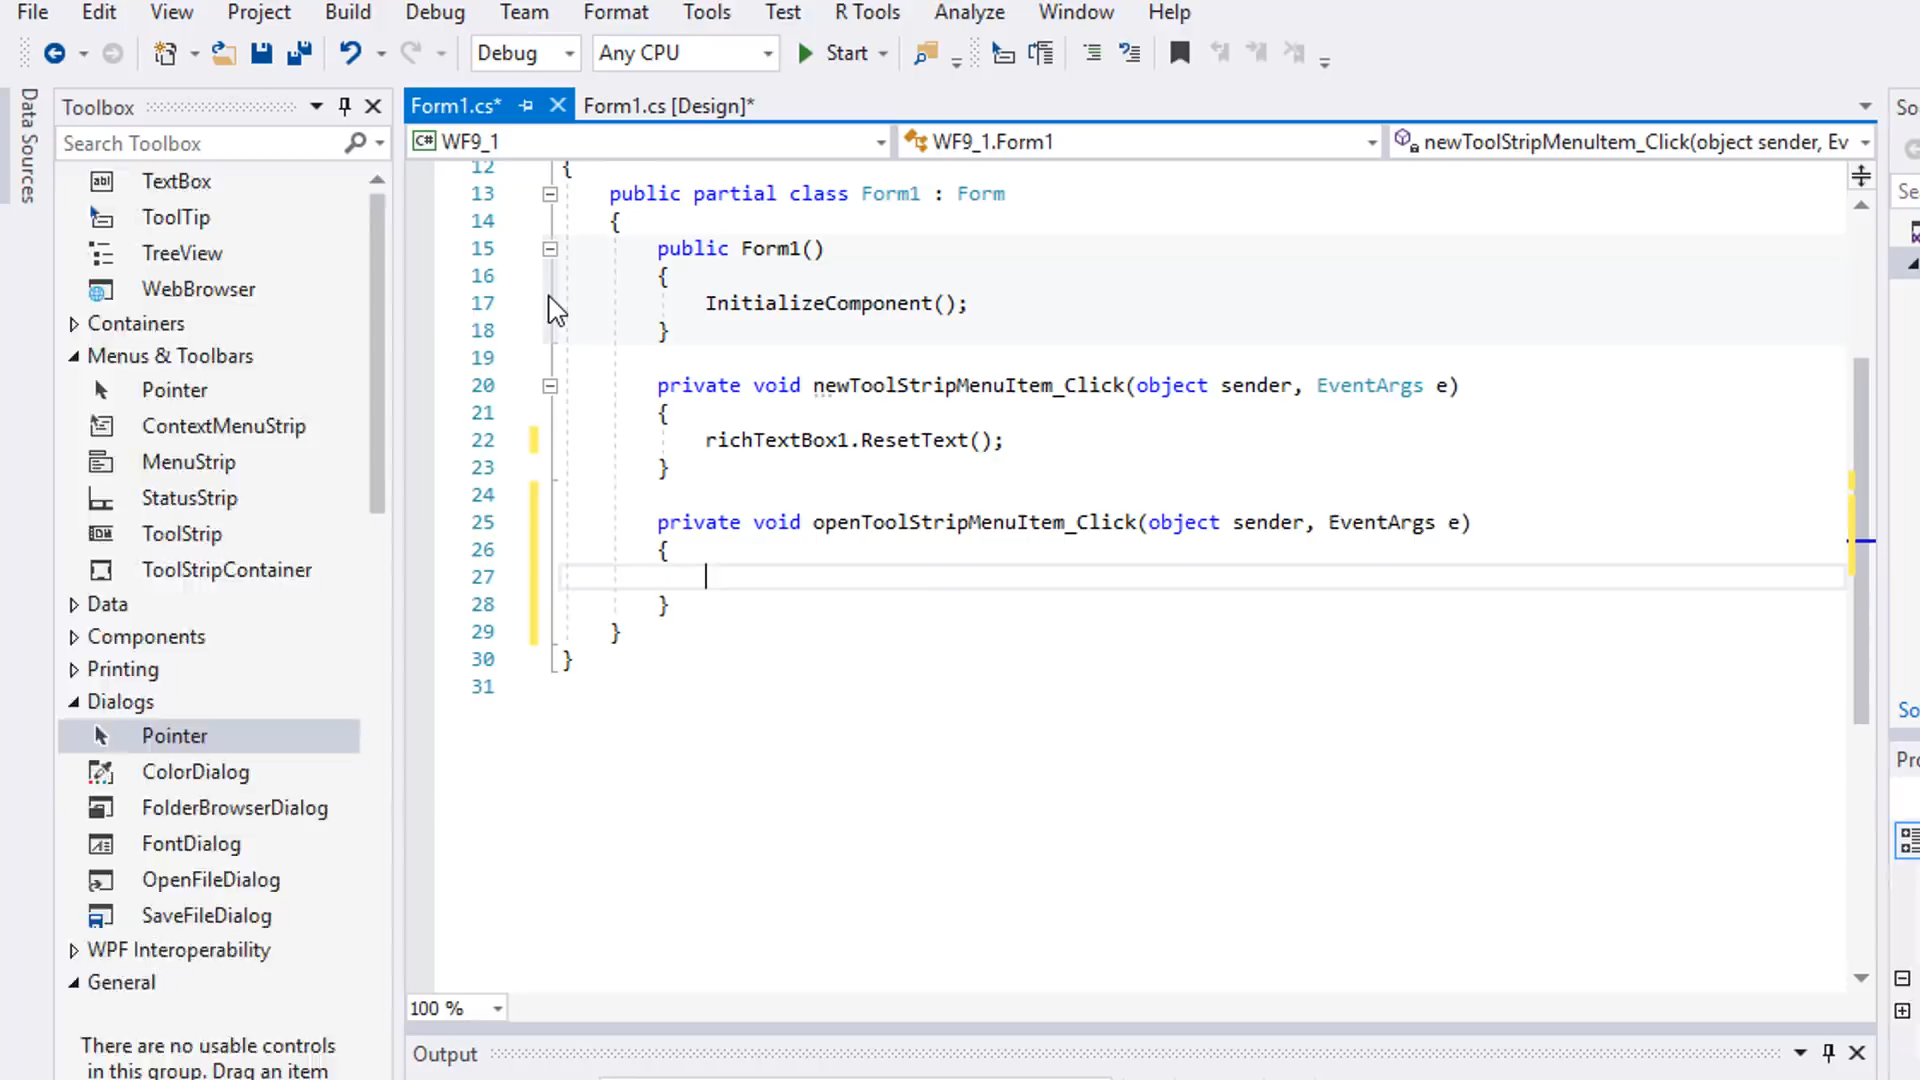 File Edit View Project Build Debug Team Format Tools Test R Tools Analyze Window Help
Debug Any CPU Start
Data Sources
Toolbox
Search Toolbox
TextBox
ToolTip
TreeView
WebBrowser
Containers
Menus & Toolbars
Pointer
ContextMenuStrip
MenuStrip
StatusStrip
ToolStrip
ToolStripContainer
Data
Components
Printing
Dialogs
Pointer
ColorDialog
FolderBrowserDialog
FontDialog
OpenFileDialog
SaveFileDialog
WPF Interoperability
General
There are no usable controls
in this group. Drag an item
Form1.cs* Form1.cs [Design]*
C# WF9_1 WF9_1.Form1 newToolStripMenuItem_Click(object sender, Ev
12 {
13 public partial class Form1 : Form
14 {
15 public Form1()
16 {
17 InitializeComponent();
18 }
19
20 private void newToolStripMenuItem_Click(object sender, EventArgs e)
21 {
22 richTextBox1.ResetText();
23 }
24
25 private void openToolStripMenuItem_Click(object sender, EventArgs e)
26 {
27
28 }
29 }
30 }
31
100 %
Output
So
Se
So
Pro